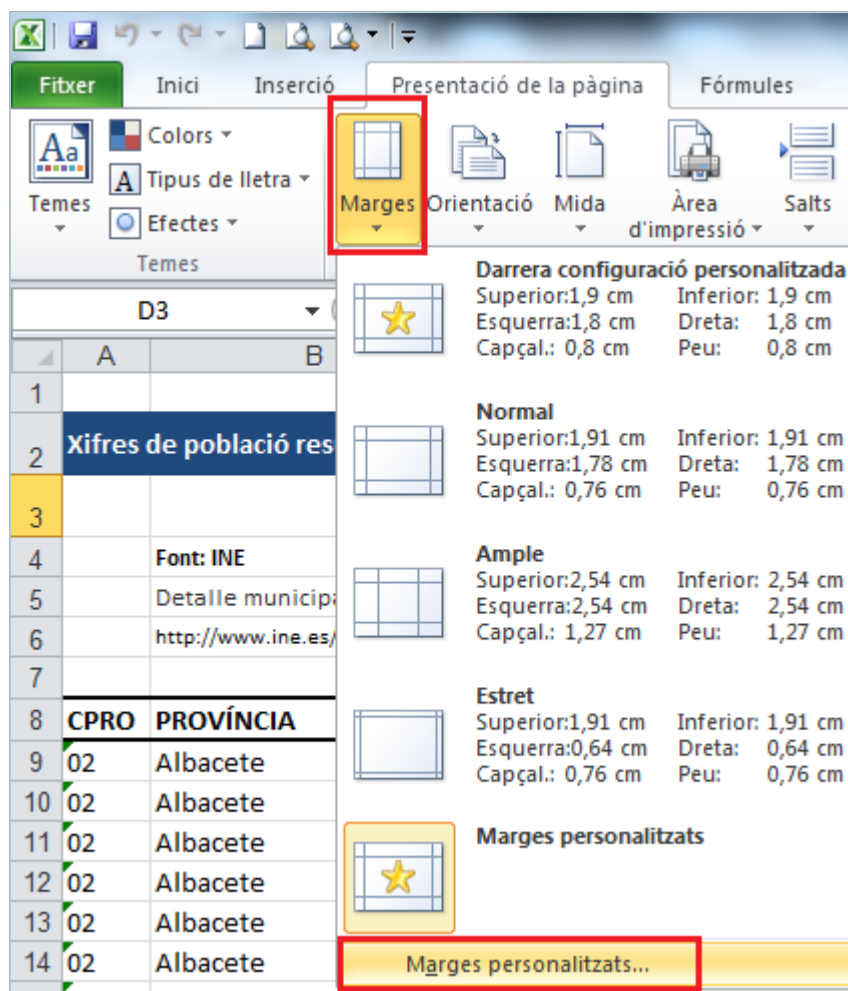 Fitxer Inici Inserció Presentació de la pàgina Fórmules
Aa Colors
A Tipus de lletra
Temes Efectes
Marges Orientació Mida Àrea d'impressió Salts
Temes
D3
Darrera configuració personalitzada
Superior:1,9 cm Inferior: 1,9 cm
Esquerra:1,8 cm Dreta: 1,8 cm
Capçal.: 0,8 cm Peu: 0,8 cm
Normal
Superior:1,91 cm Inferior: 1,91 cm
Esquerra:1,78 cm Dreta: 1,78 cm
Capçal.: 0,76 cm Peu: 0,76 cm
Ample
Superior:2,54 cm Inferior: 2,54 cm
Esquerra:2,54 cm Dreta: 2,54 cm
Capçal.: 1,27 cm Peu: 1,27 cm
Estret
Superior:1,91 cm Inferior: 1,91 cm
Esquerra:0,64 cm Dreta: 0,64 cm
Capçal.: 0,76 cm Peu: 0,76 cm
Marges personalitzats
Marges personalitzats...
A B
1
2 Xifres de població res
3
4 Font: INE
5 Detalle municip
6 http://www.ine.es/
7
8 CPRO PROVÍNCIA
9 02 Albacete
10 02 Albacete
11 02 Albacete
12 02 Albacete
13 02 Albacete
14 02 Albacete